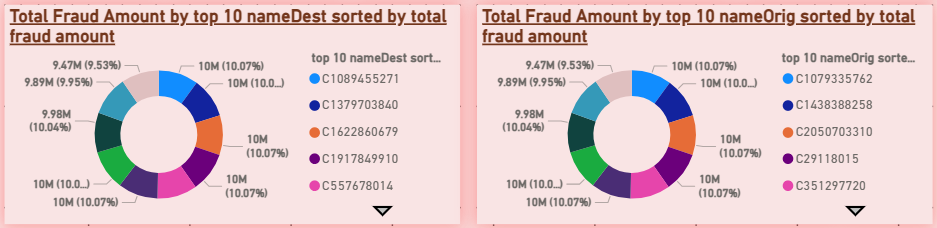 Total Fraud Amount by top 10 nameDest sorted by total
fraud amount
9.47M (9.53%)
10M (10.07%)
9.89M (9.95%)
10M (10.0...)
9.98M
(10.04%)
10M
(10.07%)
10M (10.0...)
10M
(10.07%)
10M (10.07%)
top 10 nameDest sort...
C1089455271
C1379703840
C1622860679
C1917849910
C557678014
Total Fraud Amount by top 10 nameOrig sorted by total
fraud amount
9.47M (9.53%)
10M (10.07%)
9.89M (9.95%)
10M (10.0...)
9.98M
(10.04%)
10M
(10.07%)
10M (10.0...)
10M
(10.07%)
10M (10.07%)
top 10 nameOrig sorte...
C1079335762
C1438388258
C2050703310
C29118015
C351297720